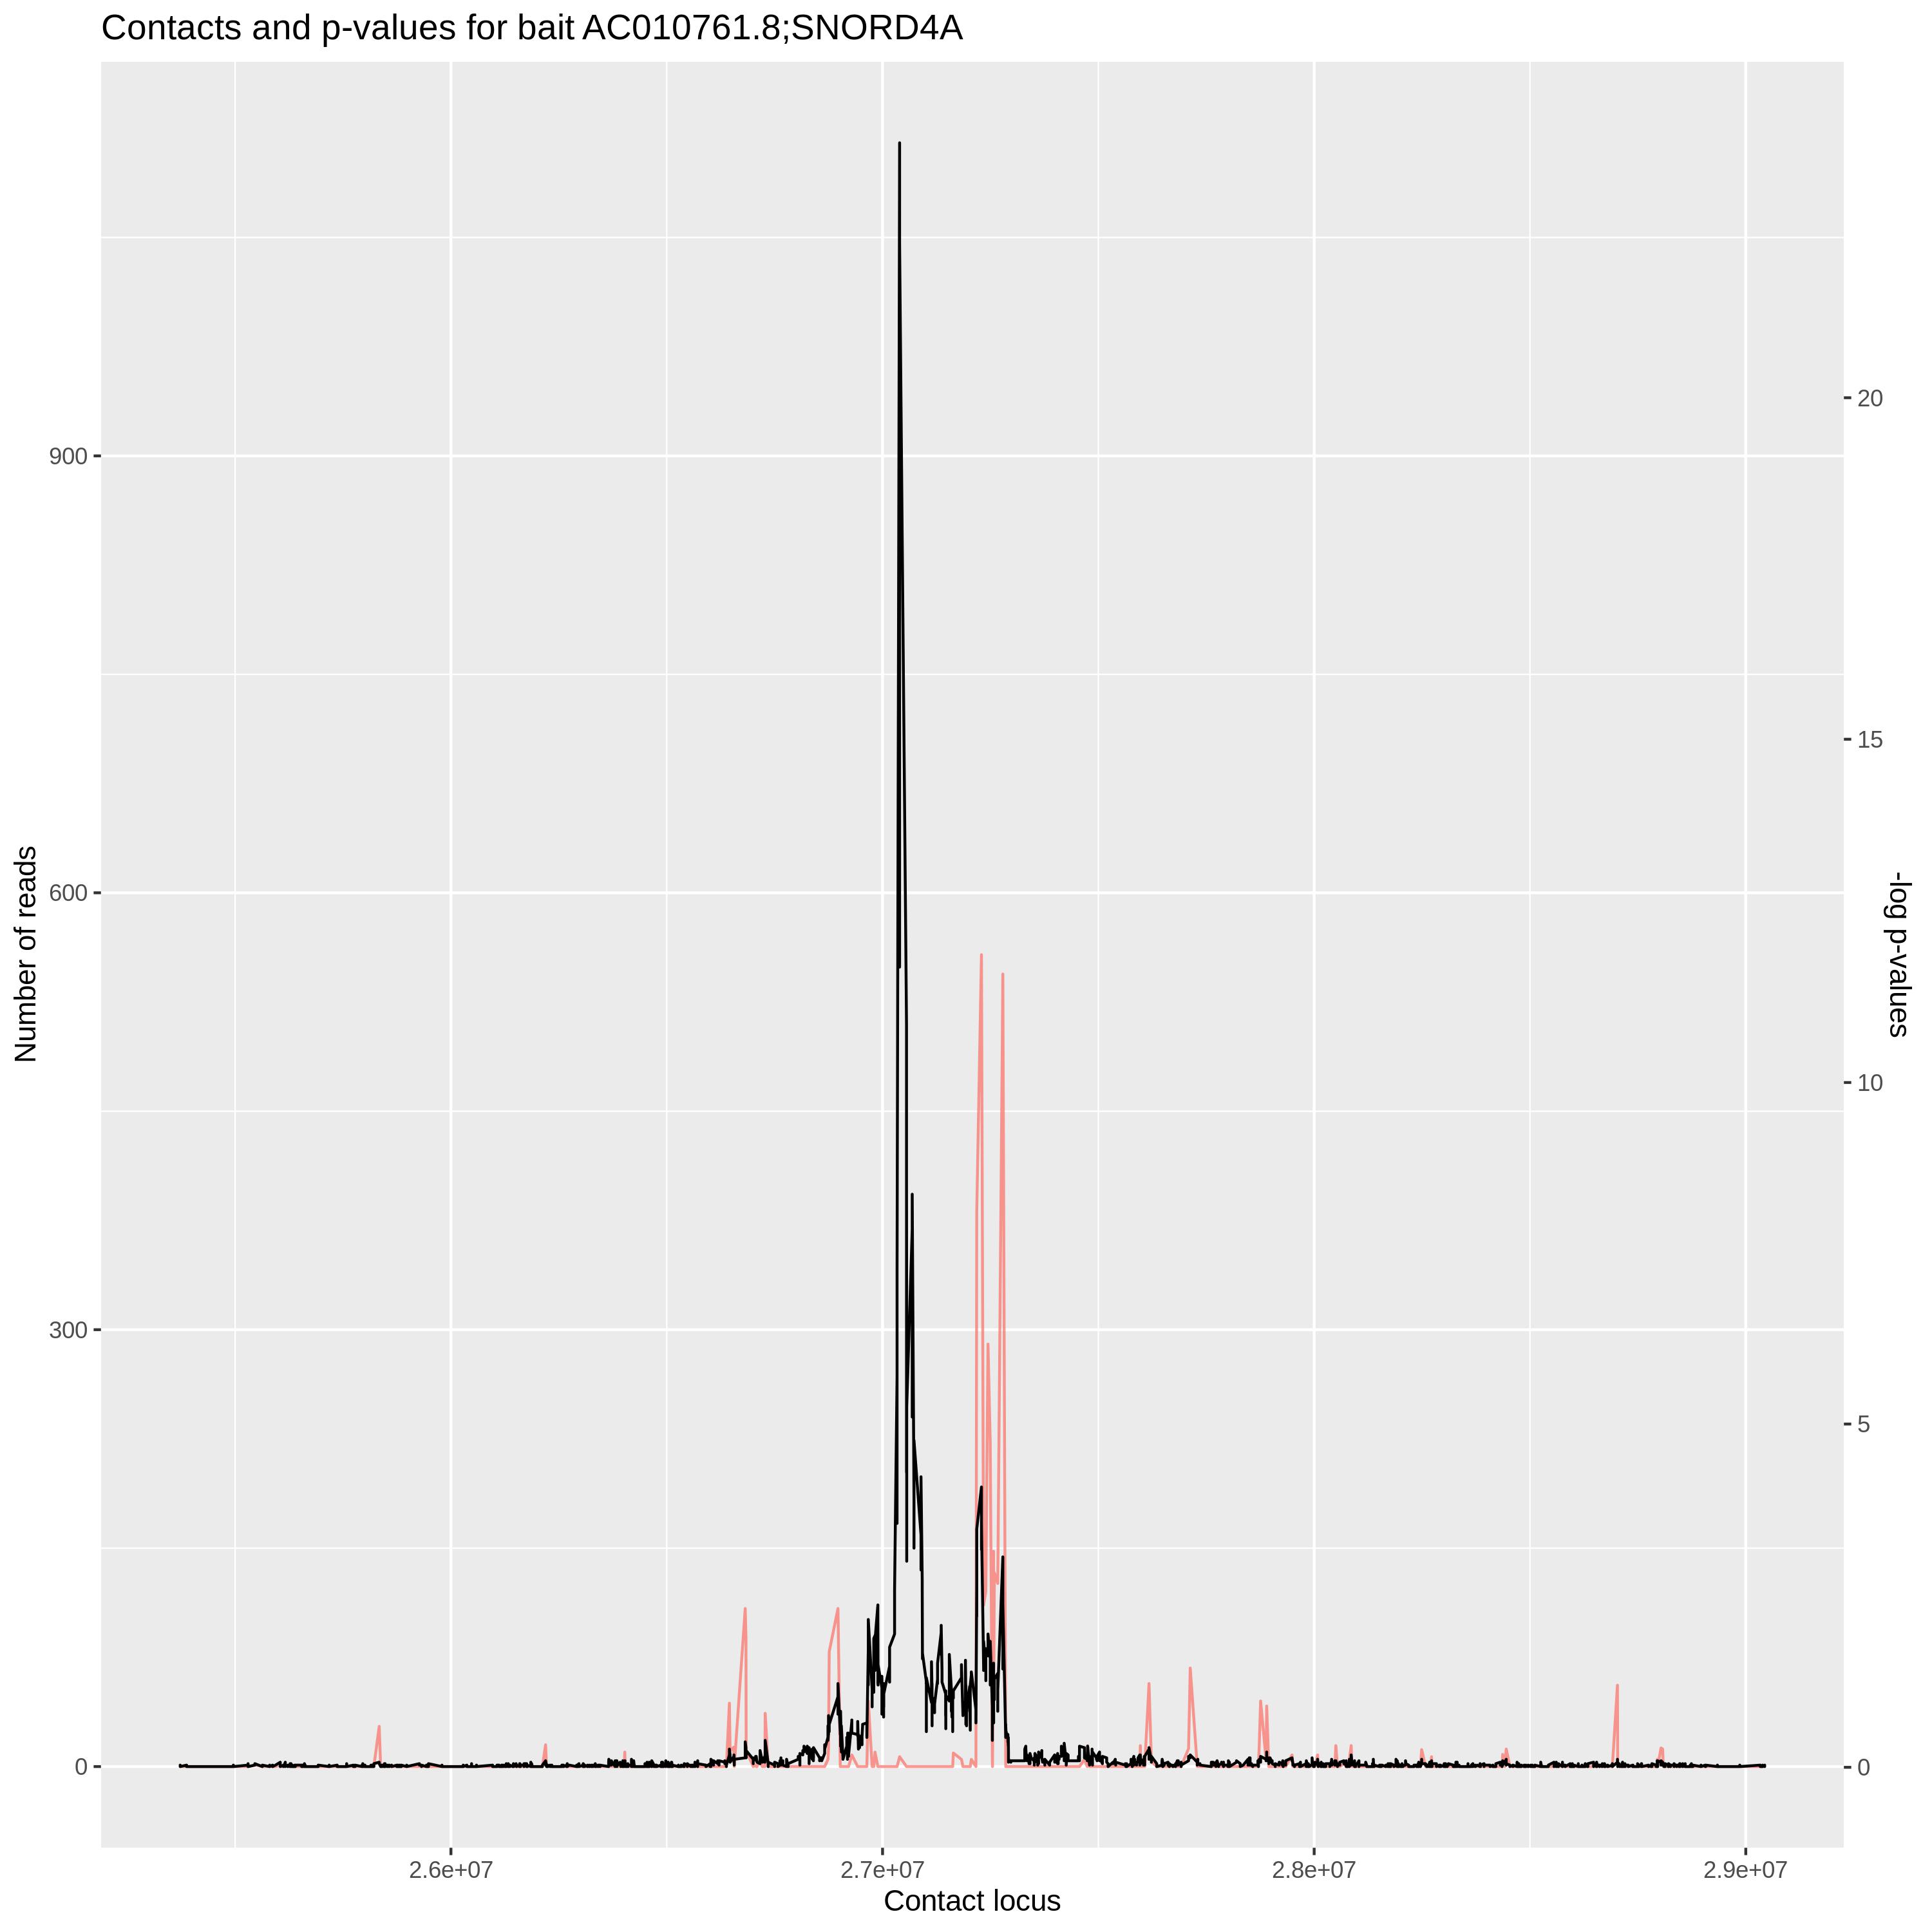 Contacts and p-values for bait AC010761.8;SNORD4A
Number of reads
900
600
300
0
20
15
10
5
0
-log p-values
2.6e+07
2.7e+07
2.8e+07
2.9e+07
Contact locus